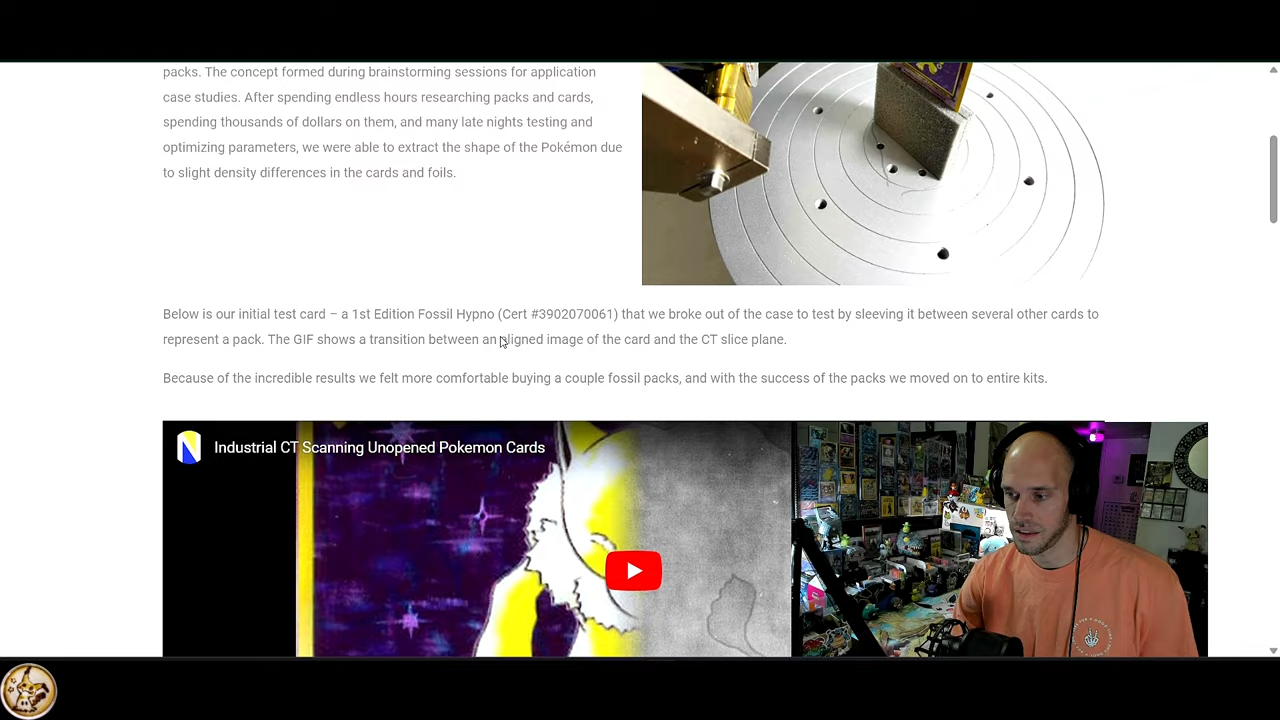 packs. The concept formed during brainstorming sessions for application
case studies. After spending endless hours researching packs and cards,
spending thousands of dollars on them, and many late nights testing and
optimizing parameters, we were able to extract the shape of the Pokémon due
to slight density differences in the cards and foils.
Below is our initial test card – a 1st Edition Fossil Hypno (Cert #3902070061) that we broke out of the case to test by sleeving it between several other cards to
represent a pack. The GIF shows a transition between an aligned image of the card and the CT slice plane.
Because of the incredible results we felt more comfortable buying a couple fossil packs, and with the success of the packs we moved on to entire kits.
Industrial CT Scanning Unopened Pokemon Cards